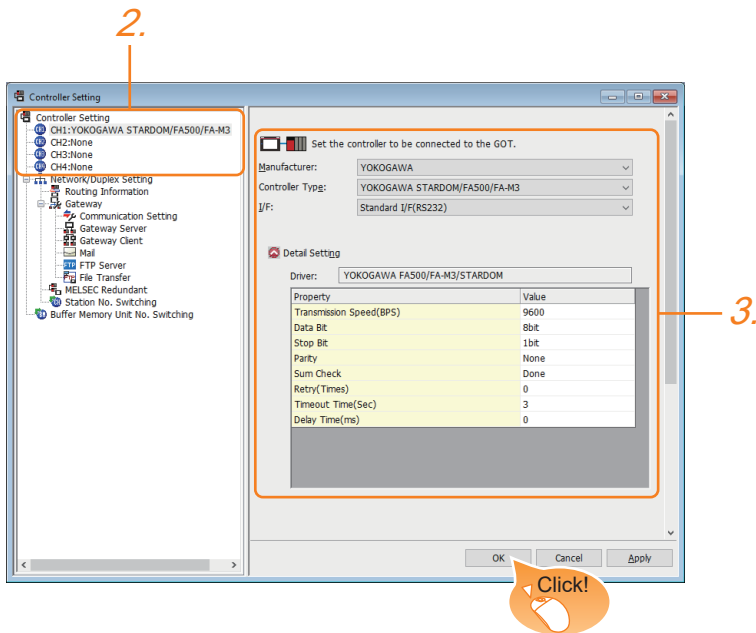 2.
Controller Setting
Controller Setting
CH1:YOKOGAWA STARDOM/FA500/FA-M3
CH2:None
CH3:None
CH4:None
Network/Duplex Setting
Routing Information
Gateway
Communication Setting
Gateway Server
Gateway Client
Mail
FTP Server
File Transfer
MELSEC Redundant
Station No. Switching
Buffer Memory Unit No. Switching
Set the controller to be connected to the GOT.
Manufacturer: YOKOGAWA
Controller Type: YOKOGAWA STARDOM/FA500/FA-M3
I/F: Standard I/F(RS232)
Detail Setting
Driver: YOKOGAWA FA500/FA-M3/STARDOM
Property Value
Transmission Speed(BPS) 9600
Data Bit 8bit
Stop Bit 1bit
Parity None
Sum Check Done
Retry(Times) 0
Timeout Time(Sec) 3
Delay Time(ms) 0
3.
OK Cancel Apply
Click!